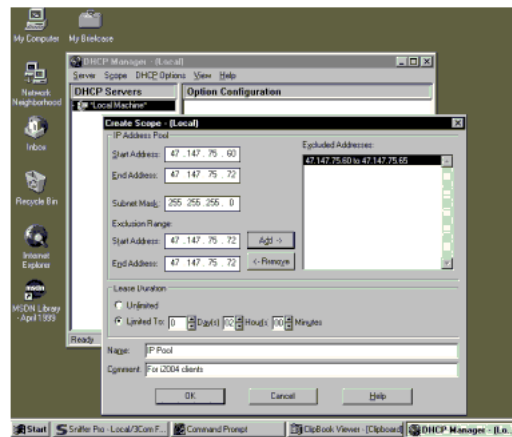 My Computer
My Briefcase
Network Neighborhood
Inbox
Recycle Bin
Internet Explorer
MSDN Library - April 1999
DHCP Manager - (Local)
Server Scope DHCP Options View Help
DHCP Servers
Option Configuration
*Local Machine*
Create Scope - (Local)
IP Address Pool
Start Address: 47 .147 . 75 . 60
End Address: 47 147 . 75 . 72
Subnet Mask: 255 255 .255 . 0
Exclusion Range:
Start Address: 47 .147 . 75 . 72
End Address: 47 147 . 75 . 72
Add ->
<- Remove
Excluded Addresses:
47.147.75.60 to 47.147.75.65
Lease Duration
Unlimited
Limited To: 0 Day(s) 02 Hour(s) 00 Minutes
Name: IP Pool
Comment: For i2004 clients
OK
Cancel
Help
Ready
Start
Sniffer Pro - Local/3Com F...
Command Prompt
ClipBook Viewer - [Clipboard]
DHCP Manager - (Lo...